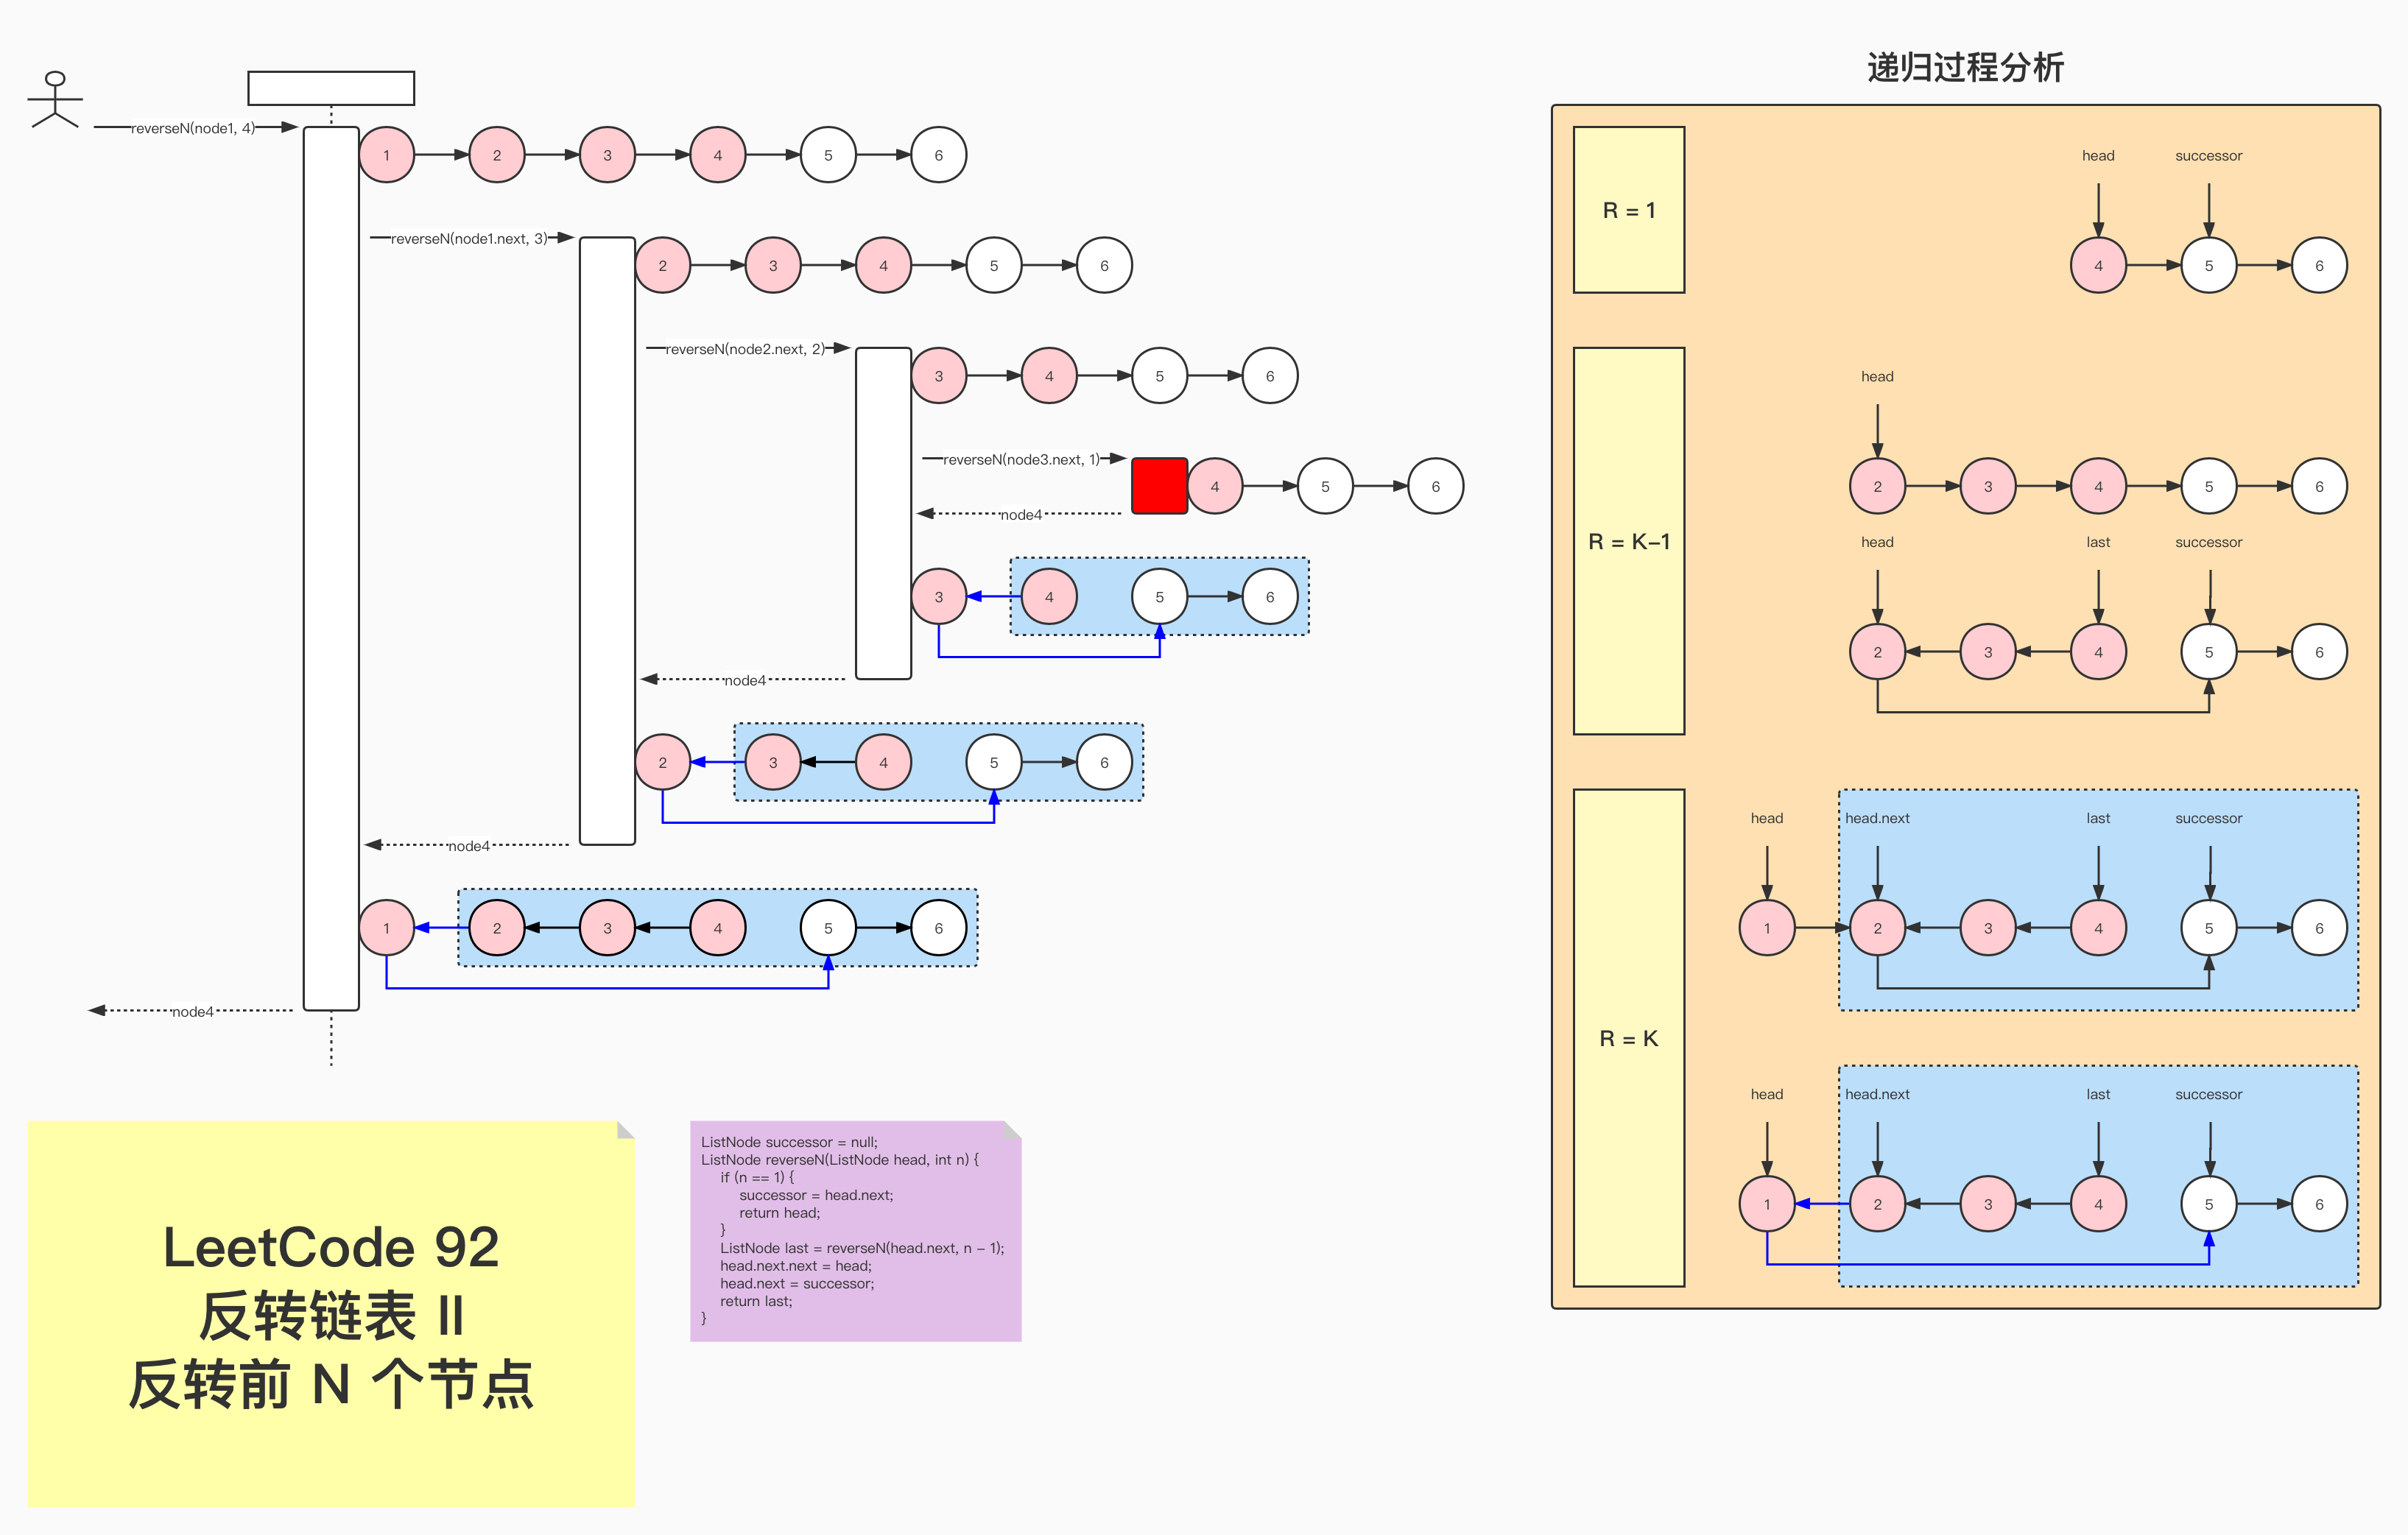 递归过程分析
reverseN(node1, 4)
1 2 3 4 5 6
reverseN(node1.next, 3)
2 3 4 5 6
reverseN(node2.next, 2)
3 4 5 6
reverseN(node3.next, 1)
4 5 6
node4
3 4 5 6
node4
2 3 4 5 6
node4
1 2 3 4 5 6
node4
LeetCode 92
反转链表 II
反转前 N 个节点
ListNode successor = null;
ListNode reverseN(ListNode head, int n) {
if (n == 1) {
successor = head.next;
return head;
}
ListNode last = reverseN(head.next, n – 1);
head.next.next = head;
head.next = successor;
return last;
}
R = 1
head successor
4 5 6
R = K–1
head
2 3 4 5 6
head last successor
2 3 4 5 6
R = K
head head.next last successor
1 2 3 4 5 6
head head.next last successor
1 2 3 4 5 6